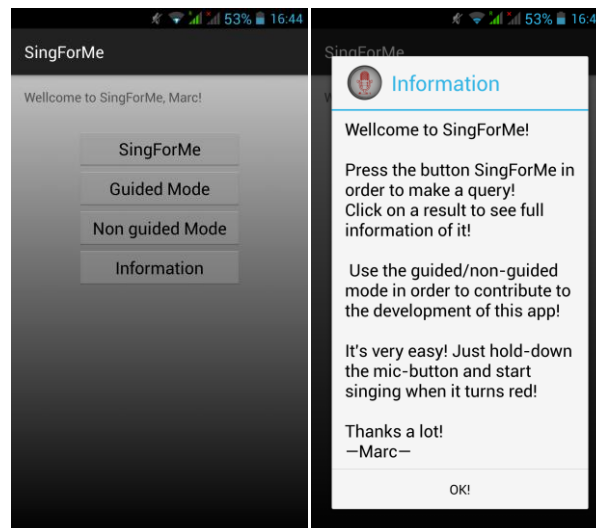 53% 16:44
SingForMe
Wellcome to SingForMe, Marc!
SingForMe
Guided Mode
Non guided Mode
Information
53% 16:4
SingForMe
W
Information
Wellcome to SingForMe!
Press the button SingForMe in
order to make a query!
Click on a result to see full
information of it!
Use the guided/non-guided
mode in order to contribute to
the development of this app!
It's very easy! Just hold-down
the mic-button and start
singing when it turns red!
Thanks a lot!
—Marc—
OK!